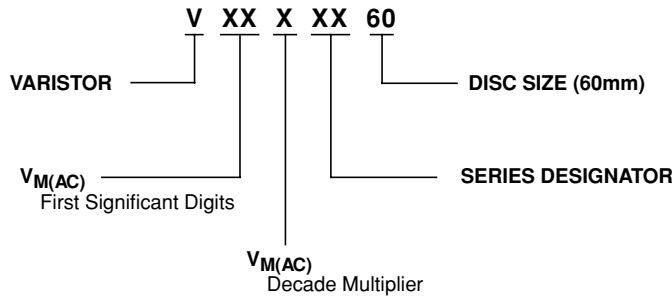 V XX X XX 60
VARISTOR
DISC SIZE (60mm)
VM(AC)
First Significant Digits
SERIES DESIGNATOR
VM(AC)
Decade Multiplier